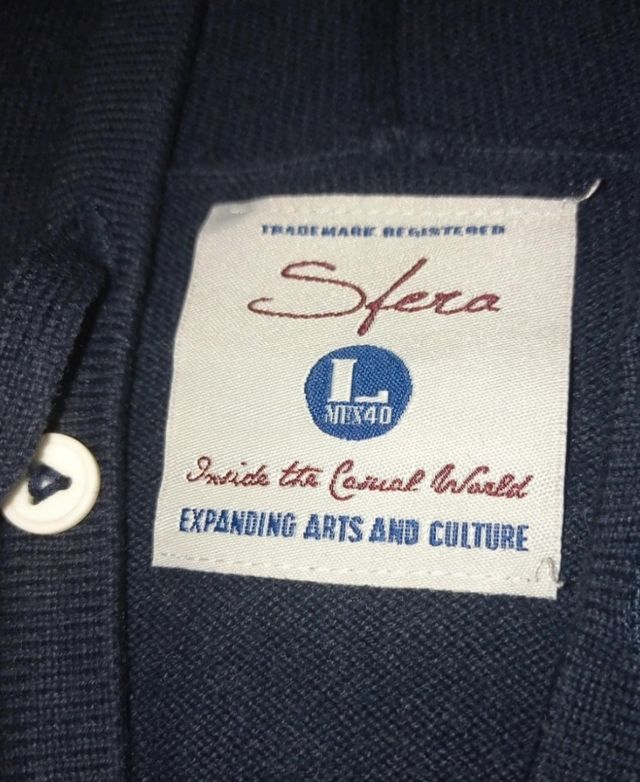 TRADEMARK REGISTERED
Sfera
L
MEX40
Inside the Casual World
EXPANDING ARTS AND CULTURE